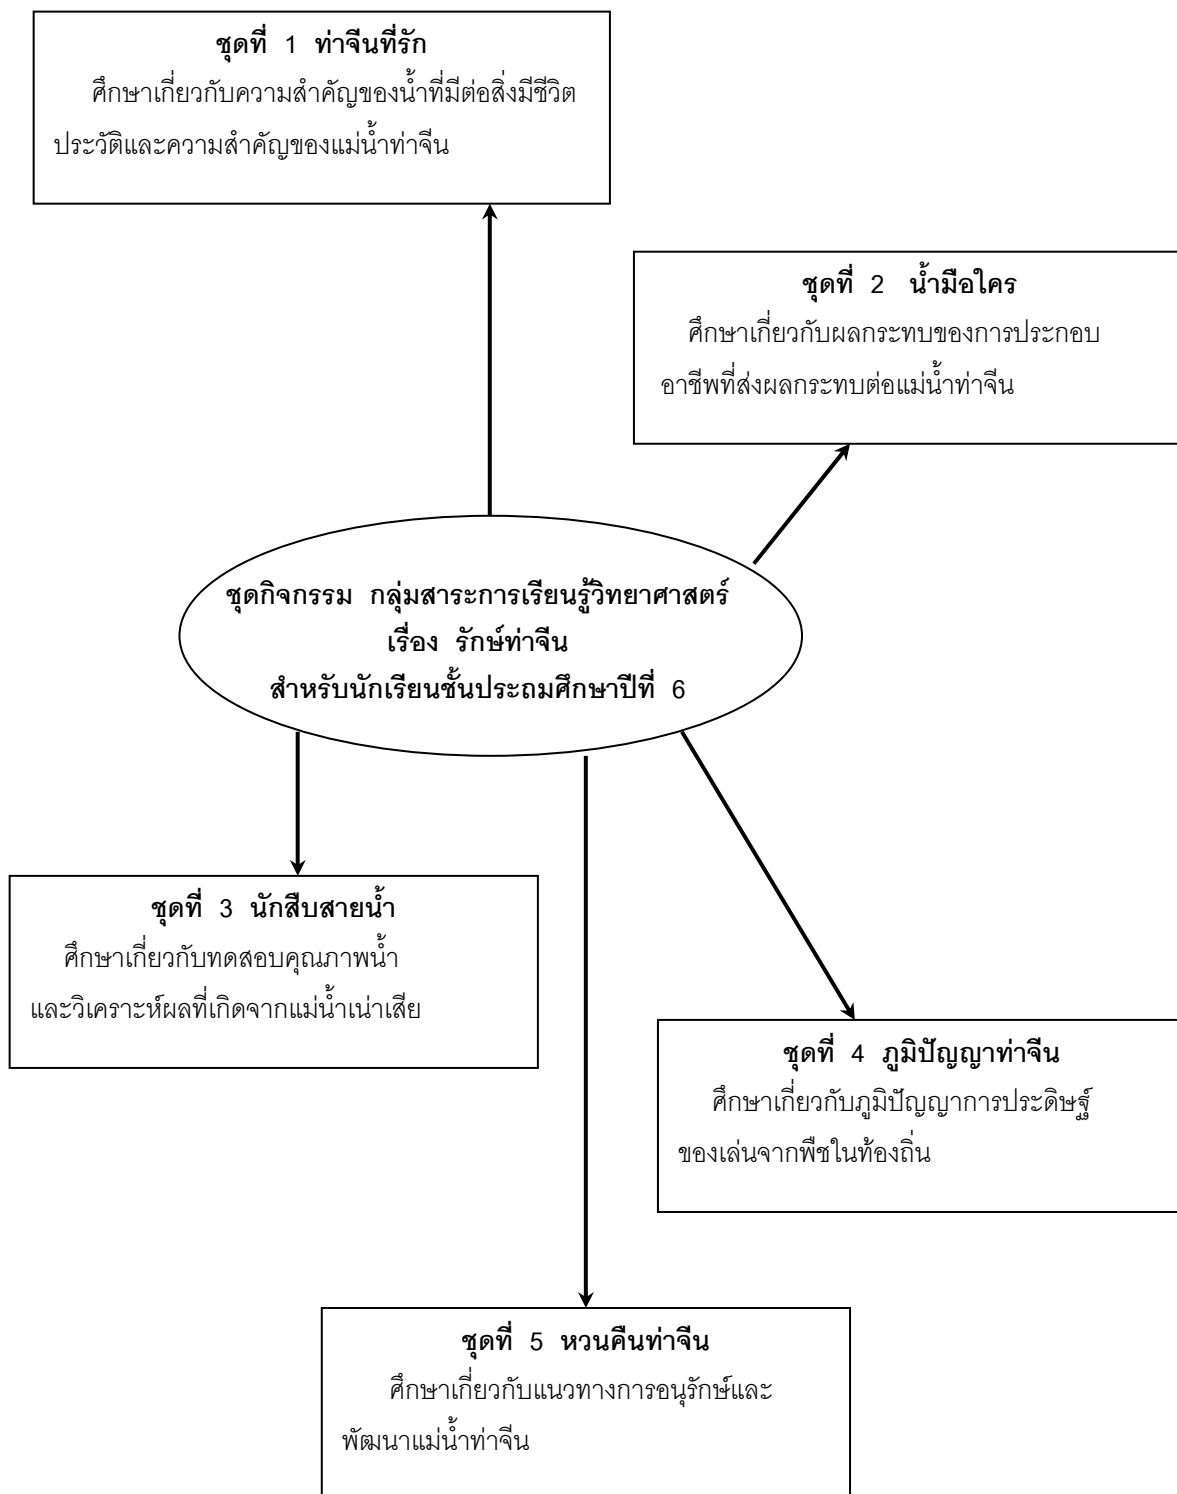 ชุดที่ 1 ท่าจีนที่รัก
ศึกษาเกี่ยวกับความสำคัญของน้ำที่มีต่อสิ่งมีชีวิต
ประวัติและความสำคัญของแม่น้ำท่าจีน
ชุดที่ 2 น้ำมือใคร
ศึกษาเกี่ยวกับผลกระทบของการประกอบ
อาชีพที่ส่งผลกระทบต่อแม่น้ำท่าจีน
ชุดกิจกรรม กลุ่มสาระการเรียนรู้วิทยาศาสตร์
เรื่อง รักษ์ท่าจีน
สำหรับนักเรียนชั้นประถมศึกษาปีที่ 6
ชุดที่ 3 นักสืบสายน้ำ
ศึกษาเกี่ยวกับทดสอบคุณภาพน้ำ
และวิเคราะห์ผลที่เกิดจากแม่น้ำเน่าเสีย
ชุดที่ 4 ภูมิปัญญาท่าจีน
ศึกษาเกี่ยวกับภูมิปัญญาการประดิษฐ์
ของเล่นจากพืชในท้องถิ่น
ชุดที่ 5 หวนคืนท่าจีน
ศึกษาเกี่ยวกับแนวทางการอนุรักษ์และ
พัฒนาแม่น้ำท่าจีน